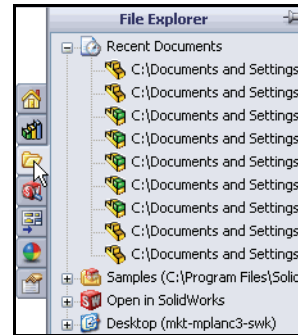 File Explorer
Recent Documents
C:\Documents and Settings
C:\Documents and Settings
C:\Documents and Settings
C:\Documents and Settings
C:\Documents and Settings
C:\Documents and Settings
C:\Documents and Settings
C:\Documents and Settings
C:\Documents and Settings
Samples (C:\Program Files\Solid
Open in SolidWorks
Desktop (mkt-mplanc3-swk)